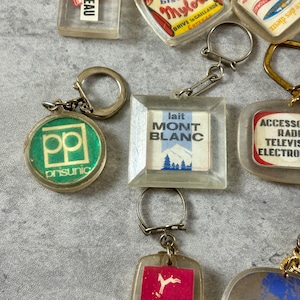 EAU
pp
prisunic
lait
MONT
BLANC
ACCESSO
RADI
TELEVIS
ELECTRO